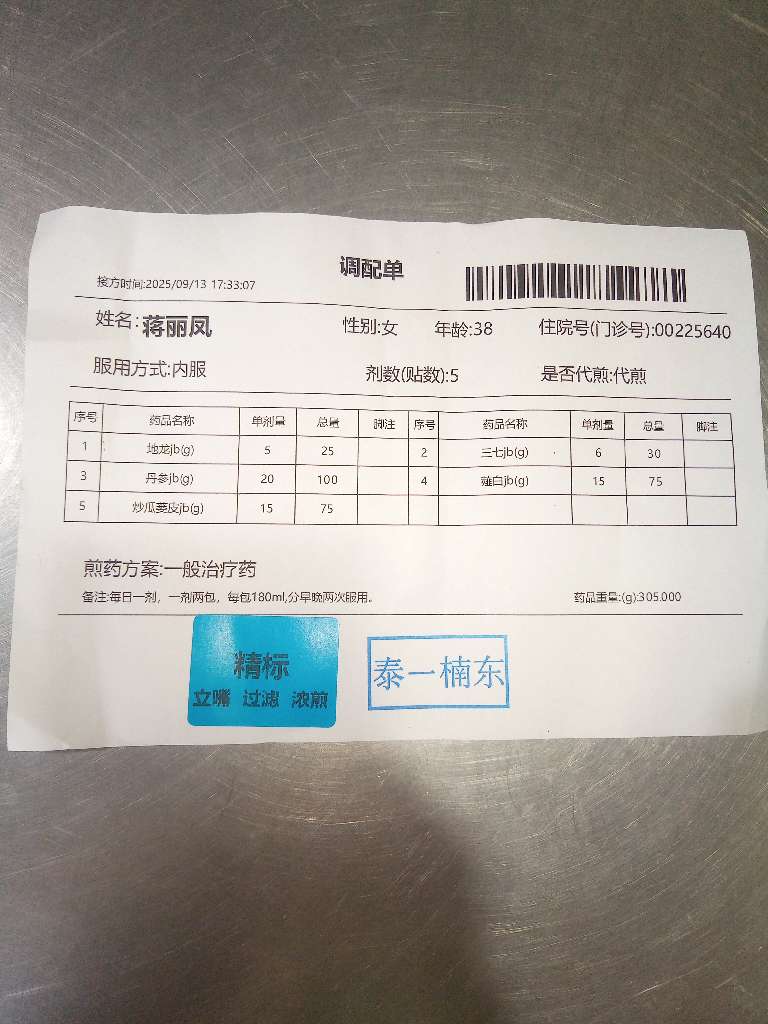 调配单
接方时间:2025/09/13 17:33:07
姓名:蒋丽凤 性别:女 年龄:38 住院号(门诊号):00225640
服用方式:内服 剂数(贴数):5 是否代煎:代煎
序号 药品名称 单剂量 总量 脚注 序号 药品名称 单剂量 总量 脚注
1 地龙jb(g) 5 25 2 三七jb(g) 6 30
3 丹参jb(g) 20 100 4 薤白jb(g) 15 75
5 炒瓜蒌皮jb(g) 15 75
煎药方案:一般治疗药
备注:每日一剂，一剂两包，每包180ml,分早晚两次服用。 药品重量:(g):305.000
精标
立嘴 过滤 浓煎
泰一楠东